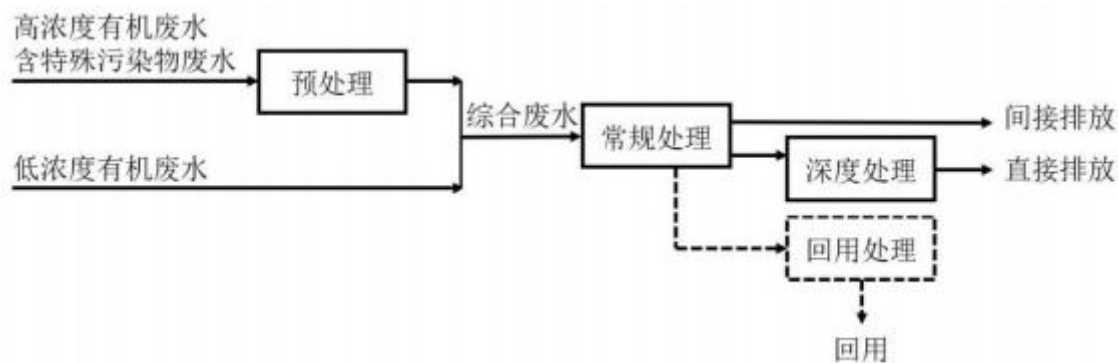 高浓度有机废水
含特殊污染物废水
预处理
低浓度有机废水
综合废水
常规处理
间接排放
深度处理
直接排放
回用处理
回用